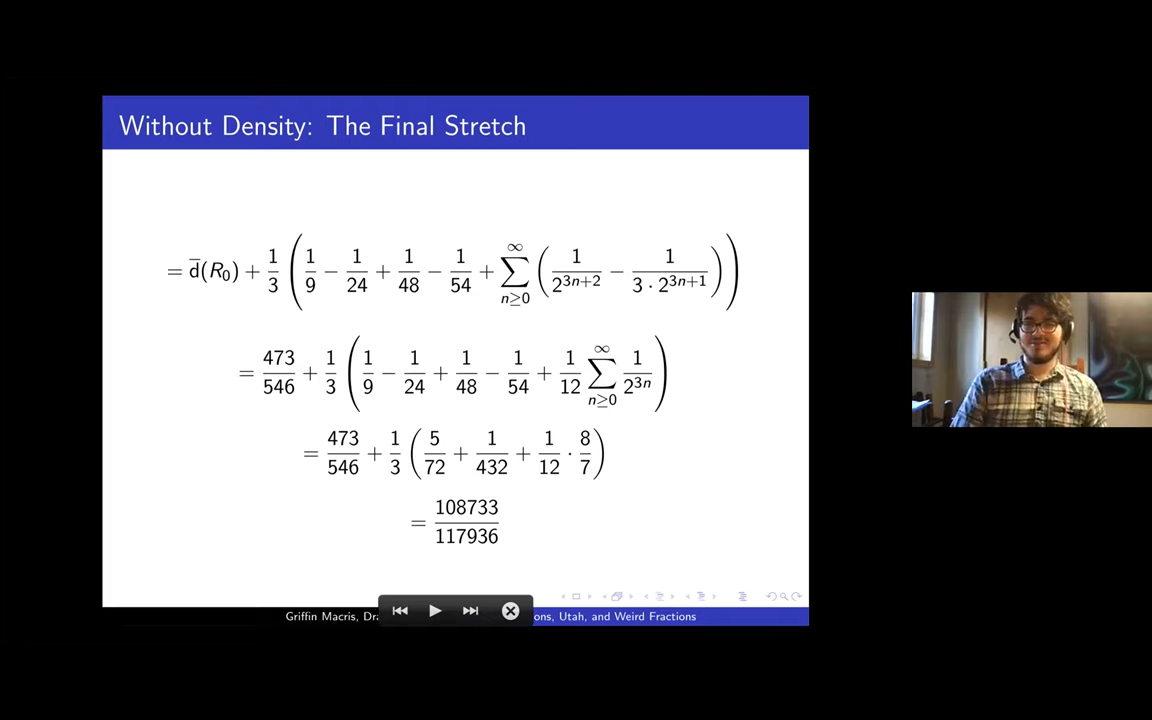 Without Density: The Final Stretch
= d̄(R₀) + 1/3 ( 1/9 − 1/24 + 1/48 − 1/54 + ∑_{n≥0}^{∞} ( 1/2^{3n+2} − 1/(3 · 2^{3n+1}) ) )
= 473/546 + 1/3 ( 1/9 − 1/24 + 1/48 − 1/54 + 1/12 ∑_{n≥0}^{∞} 1/2^{3n} )
= 473/546 + 1/3 ( 5/72 + 1/432 + 1/12 · 8/7 )
= 108733/117936
Griffin Macris, Dra ons, Utah, and Weird Fractions